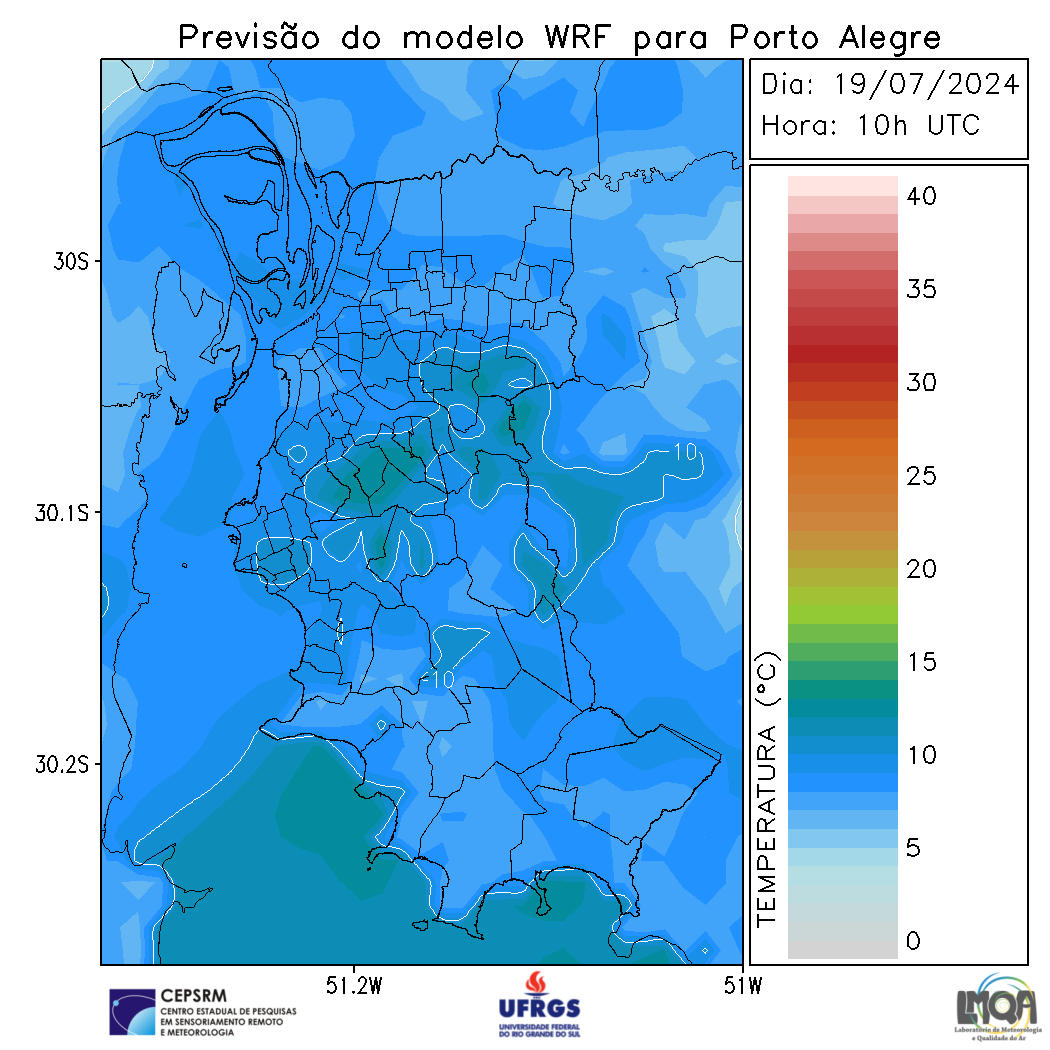 Previsão do modelo WRF para Porto Alegre
Dia: 19/07/2024
Hora: 10h UTC
40
35
30
25
20
15
10
5
0
TEMPERATURA (°C)
30S
30.1S
30.2S
10
10
51.2W
51W
CEPSRM
CENTRO ESTADUAL DE PESQUISAS
EM SENSORIAMENTO REMOTO
E METEOROLOGIA
UFRGS
UNIVERSIDADE FEDERAL
DO RIO GRANDE DO SUL
LMQA
Laboratório de Meteorologia
e Qualidade do Ar